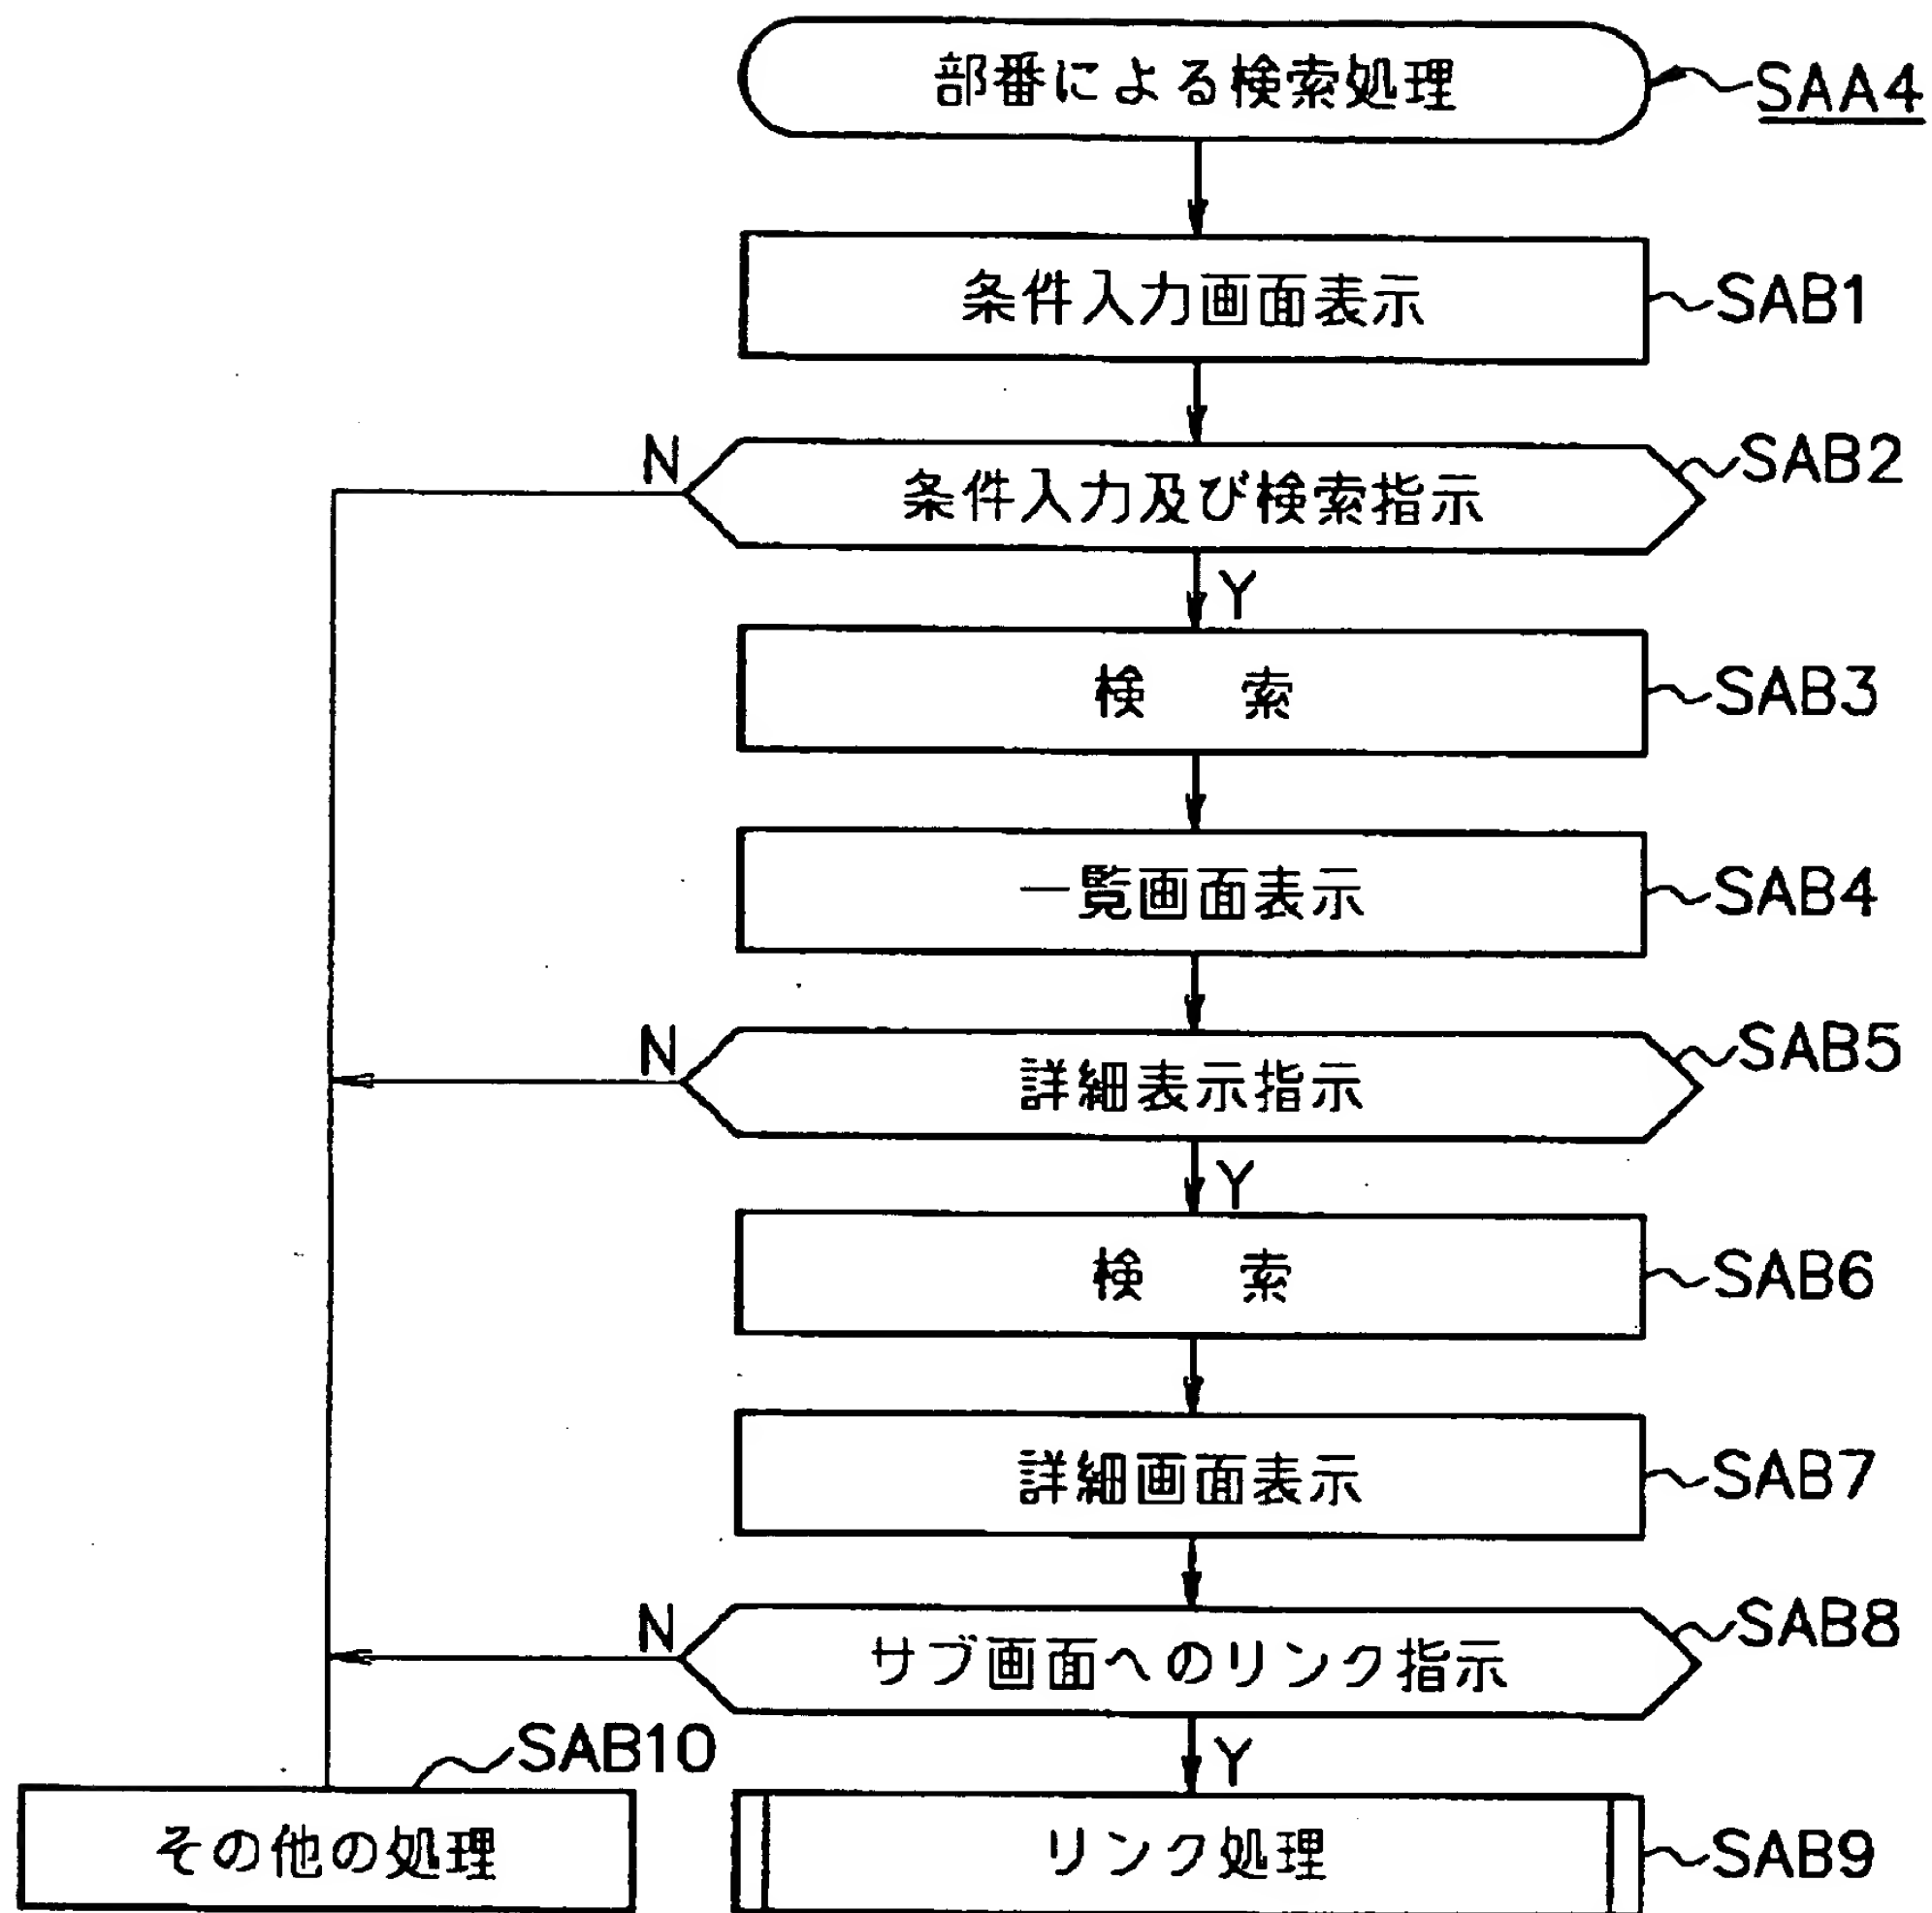 部番による検索処理 SAA4
条件入力画面表示 SAB1
N 条件入力及び検索指示 SAB2
Y
検 索 SAB3
一覧画面表示 SAB4
N 詳細表示指示 SAB5
Y
検 索 SAB6
詳細画面表示 SAB7
N サブ画面へのリンク指示 SAB8
Y
SAB10
その他の処理
リンク処理 SAB9